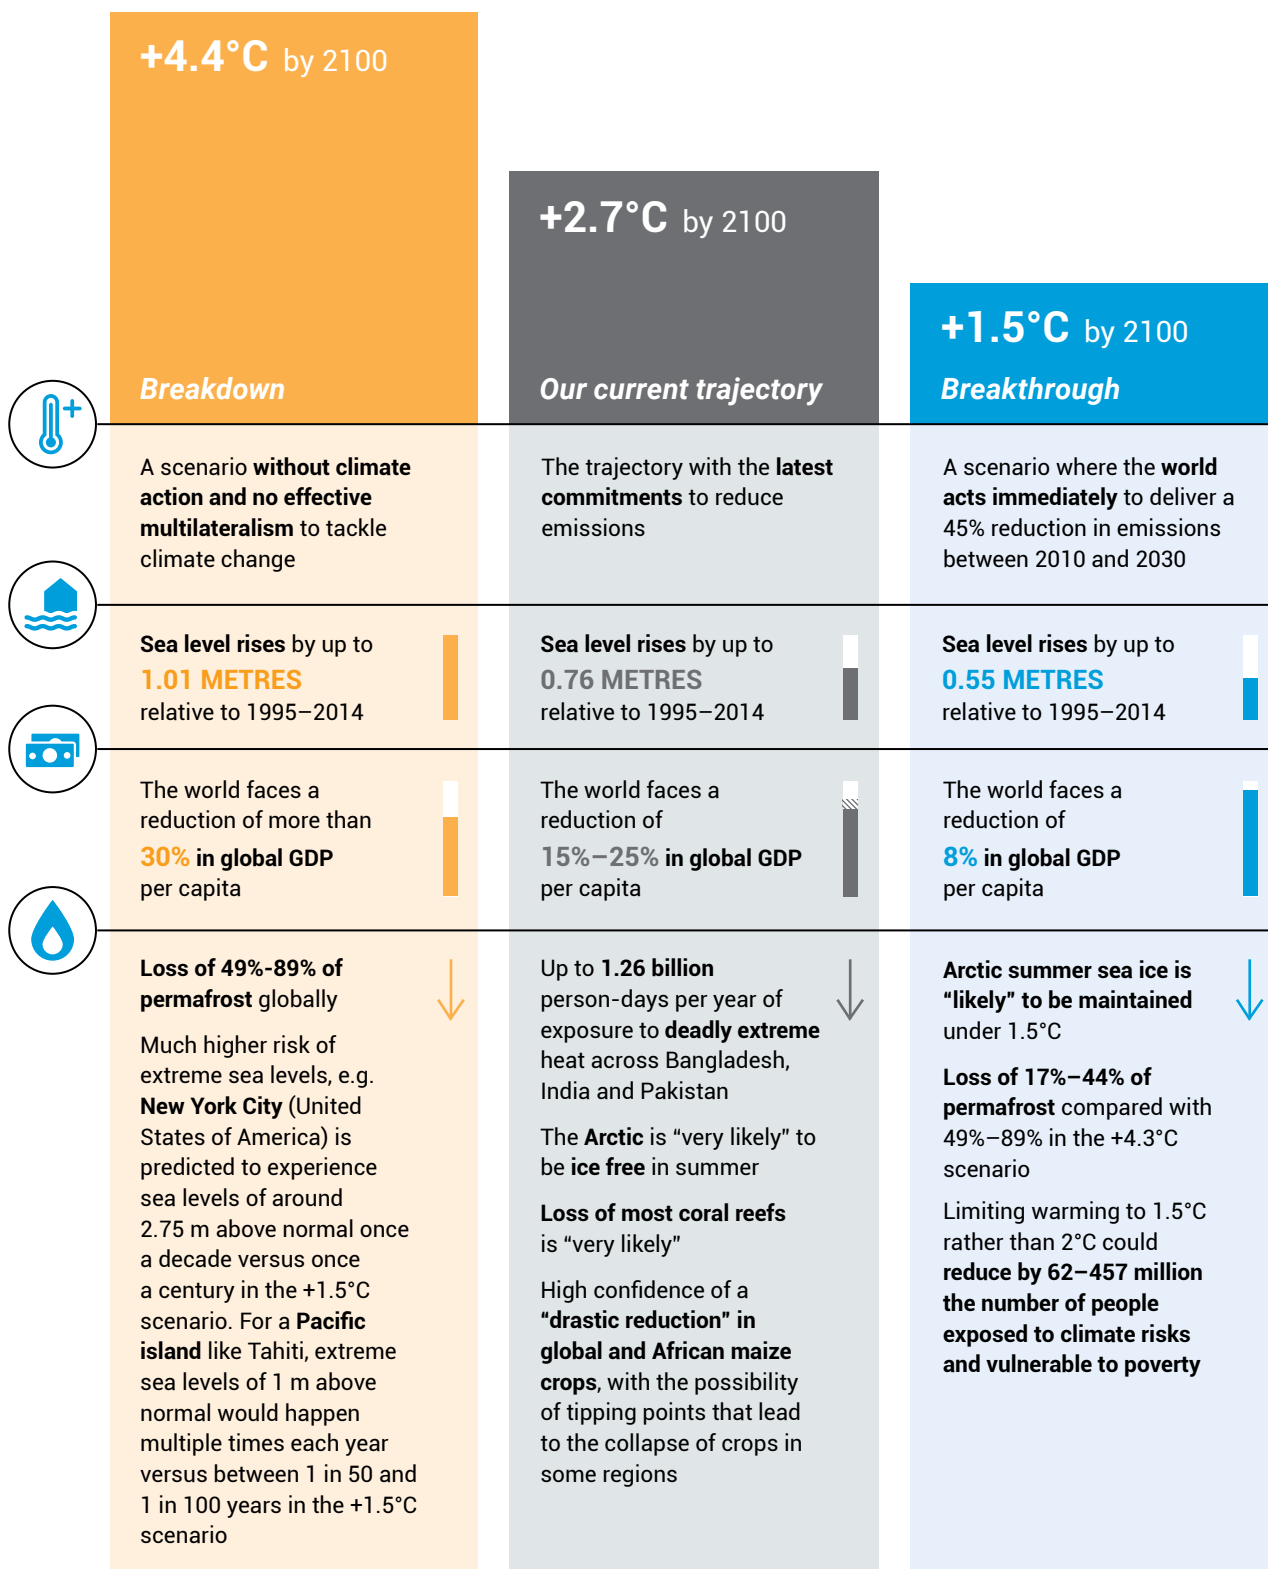 +4.4°C by 2100
Breakdown
A scenario without climate
action and no effective
multilateralism to tackle
climate change
Sea level rises by up to
1.01 METRES
relative to 1995–2014
The world faces a
reduction of more than
30% in global GDP
per capita
Loss of 49%-89% of
permafrost globally
Much higher risk of
extreme sea levels, e.g.
New York City (United
States of America) is
predicted to experience
sea levels of around
2.75 m above normal once
a decade versus once
a century in the +1.5°C
scenario. For a Pacific
island like Tahiti, extreme
sea levels of 1 m above
normal would happen
multiple times each year
versus between 1 in 50 and
1 in 100 years in the +1.5°C
scenario
+2.7°C by 2100
Our current trajectory
The trajectory with the latest
commitments to reduce
emissions
Sea level rises by up to
0.76 METRES
relative to 1995–2014
The world faces a
reduction of
15%–25% in global GDP
per capita
Up to 1.26 billion
person-days per year of
exposure to deadly extreme
heat across Bangladesh,
India and Pakistan
The Arctic is “very likely” to
be ice free in summer
Loss of most coral reefs
is “very likely”
High confidence of a
“drastic reduction” in
global and African maize
crops, with the possibility
of tipping points that lead
to the collapse of crops in
some regions
+1.5°C by 2100
Breakthrough
A scenario where the world
acts immediately to deliver a
45% reduction in emissions
between 2010 and 2030
Sea level rises by up to
0.55 METRES
relative to 1995–2014
The world faces a
reduction of
8% in global GDP
per capita
Arctic summer sea ice is
“likely” to be maintained
under 1.5°C
Loss of 17%–44% of
permafrost compared with
49%–89% in the +4.3°C
scenario
Limiting warming to 1.5°C
rather than 2°C could
reduce by 62–457 million
the number of people
exposed to climate risks
and vulnerable to poverty